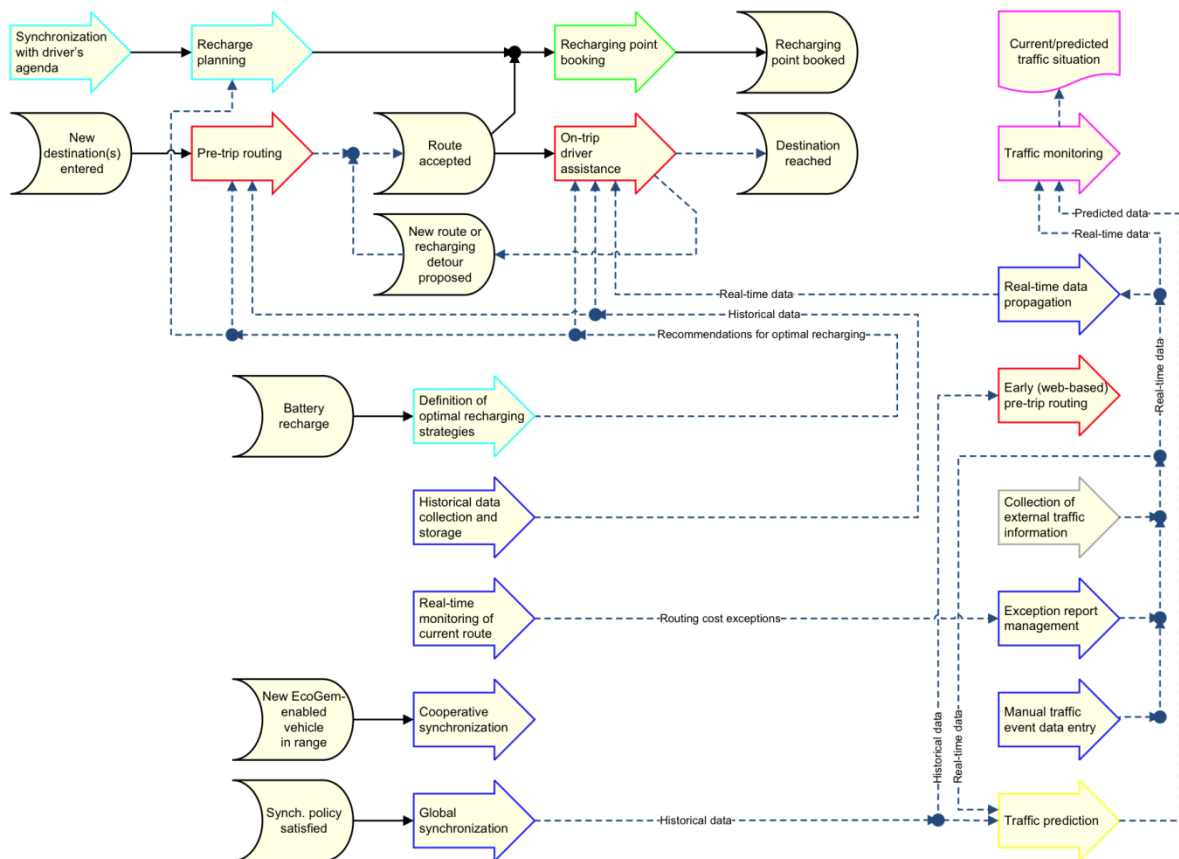 Synchronization
with driver's
agenda
Recharge
planning
Recharging point
booking
Recharging
point booked
Current/predicted
traffic situation
New
destination(s)
entered
Pre-trip routing
Route
accepted
On-trip
driver
assistance
Destination
reached
Traffic monitoring
Predicted data
Real-time data
New route or
recharging
detour
proposed
Real-time data
Historical data
Recommendations for optimal recharging
Real-time data
propagation
Real-time data
Battery
recharge
Definition of
optimal recharging
strategies
Early (web-based)
pre-trip routing
Historical data
collection and
storage
Collection of
external traffic
information
Real-time
monitoring of
current route
Routing cost exceptions
Exception report
management
New EcoGem-
enabled
vehicle
in range
Cooperative
synchronization
Historical data
Real-time data
Manual traffic
event data entry
Synch. policy
satisfied
Global
synchronization
Historical data
Traffic prediction